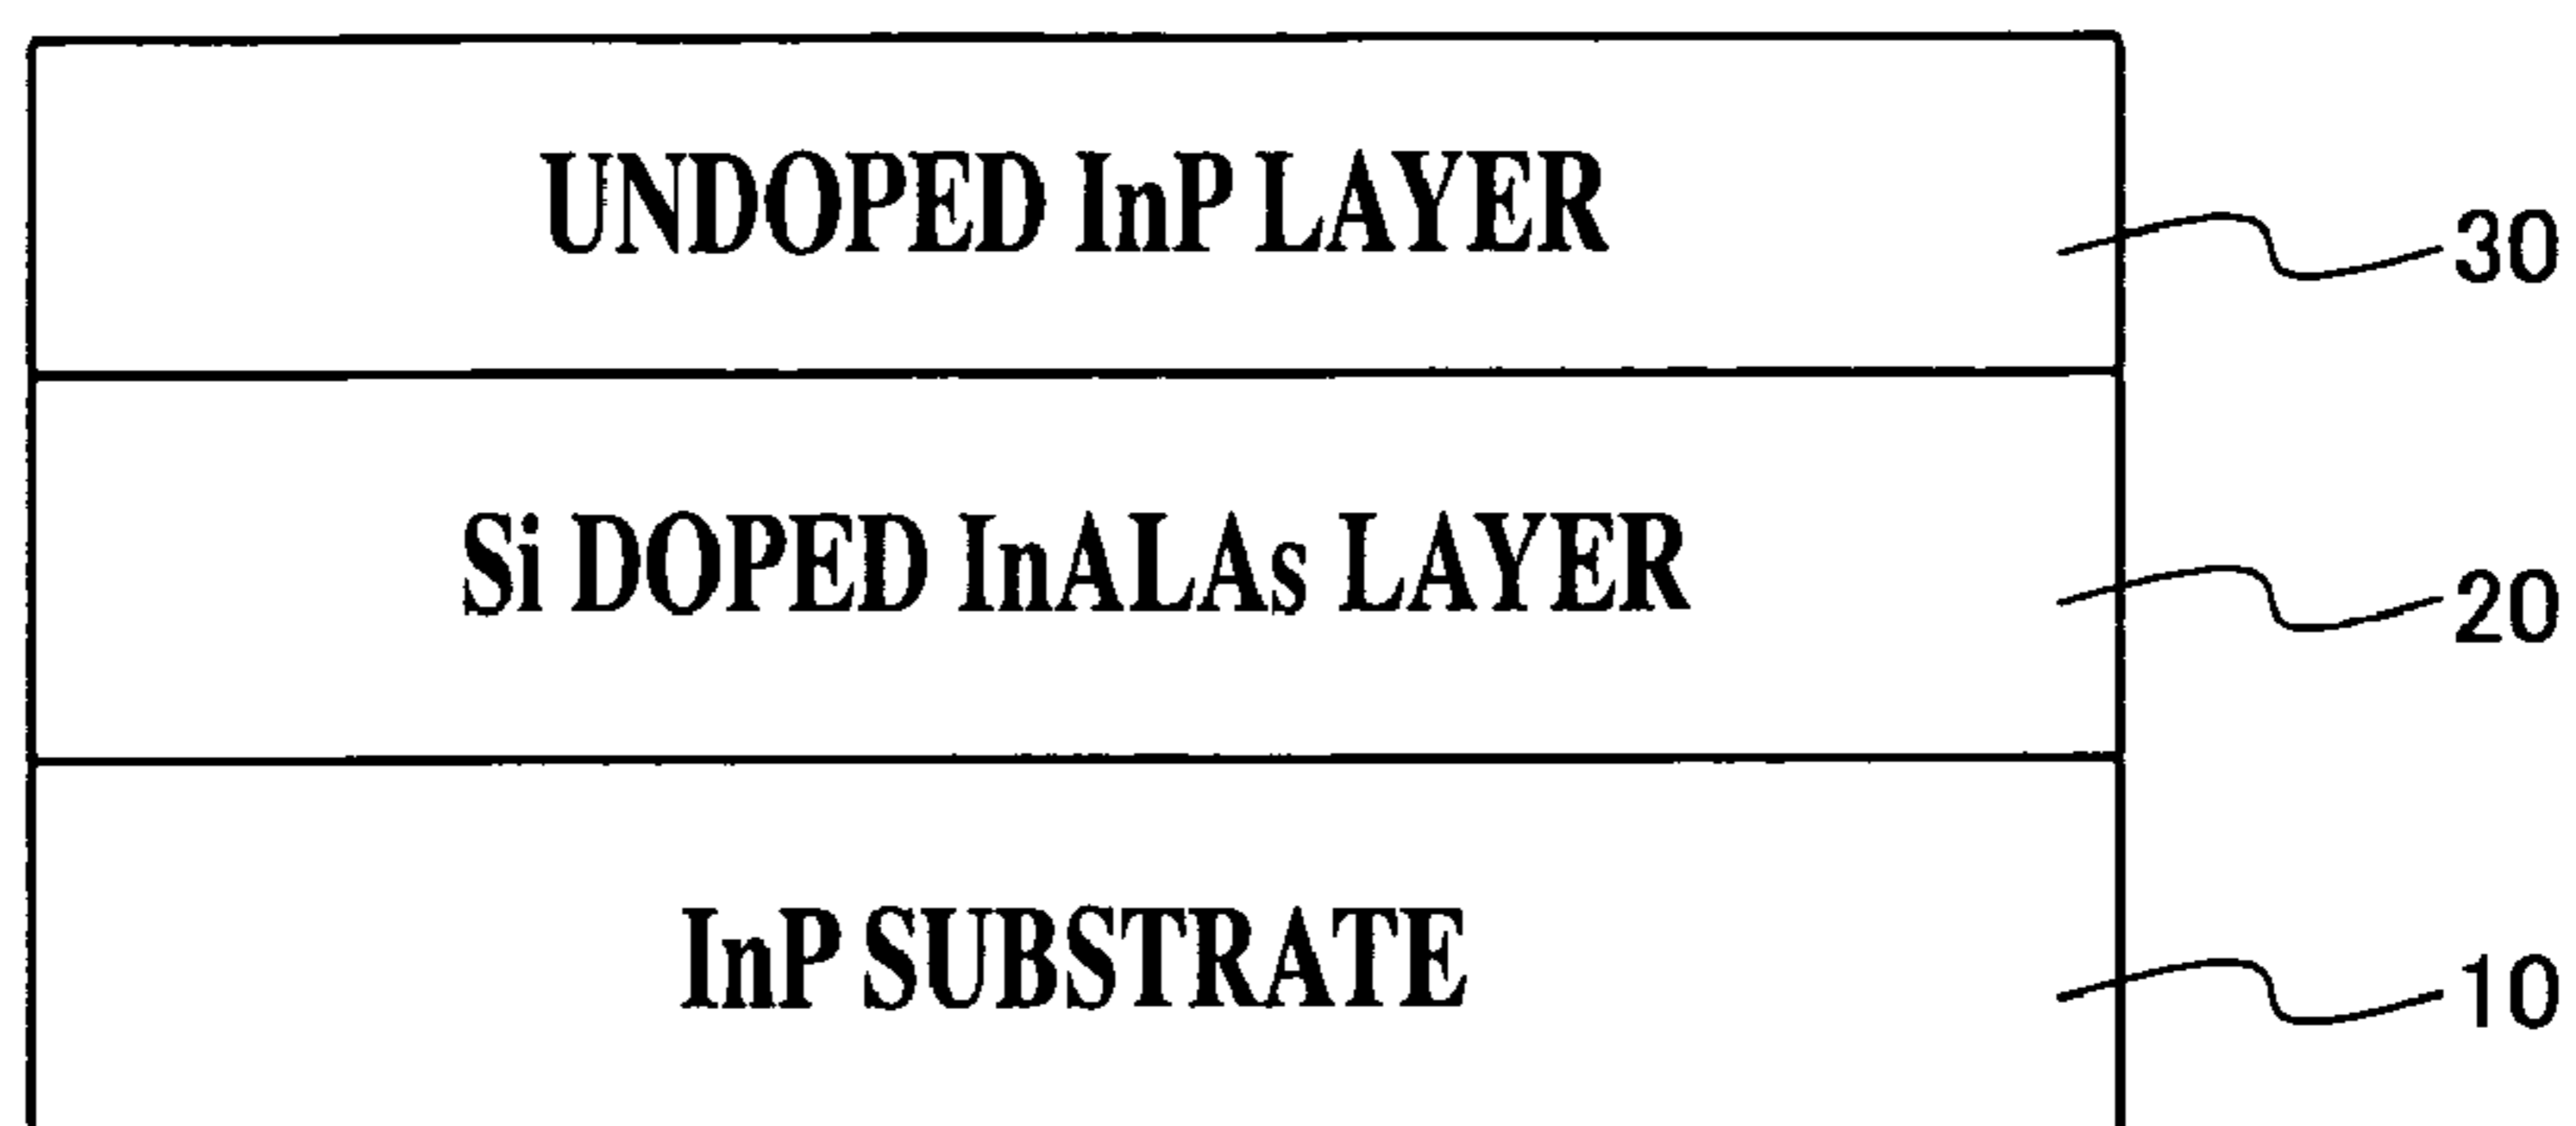 UNDOPED InP LAYER
30
Si DOPED InALAs LAYER
20
InP SUBSTRATE
10